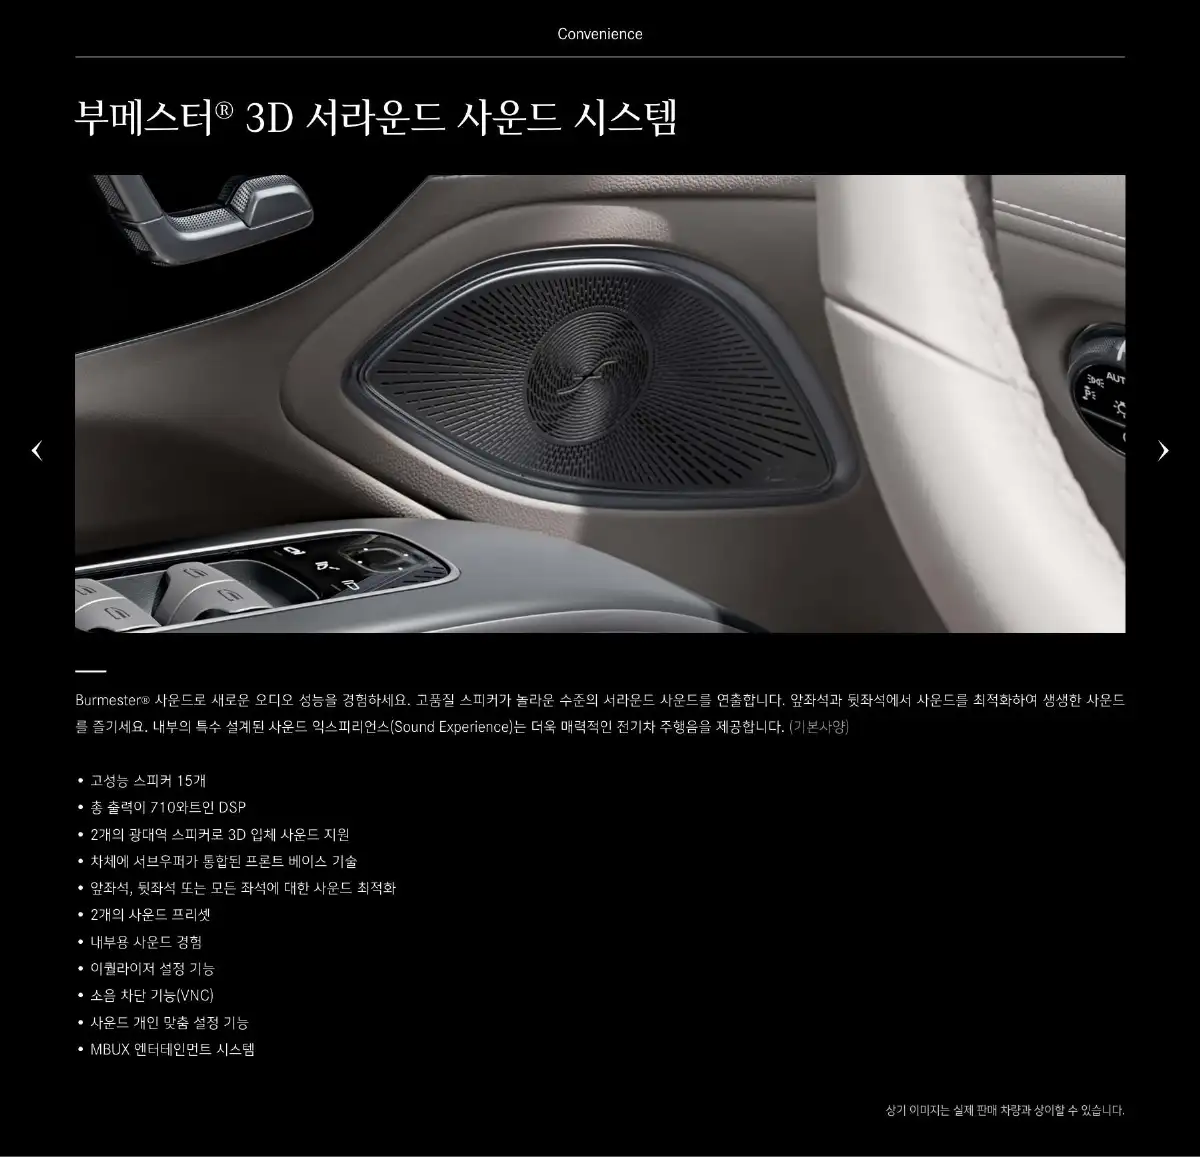 Convenience
부메스터® 3D 서라운드 사운드 시스템
AUT
Burmester® 사운드로 새로운 오디오 성능을 경험하세요. 고품질 스피커가 놀라운 수준의 서라운드 사운드를 연출합니다. 앞좌석과 뒷좌석에서 사운드를 최적화하여 생생한 사운드
를 즐기세요. 내부의 특수 설계된 사운드 익스피리언스(Sound Experience)는 더욱 매력적인 전기차 주행음을 제공합니다. (기본사양)
• 고성능 스피커 15개
• 총 출력이 710와트인 DSP
• 2개의 광대역 스피커로 3D 입체 사운드 지원
• 차체에 서브우퍼가 통합된 프론트 베이스 기술
• 앞좌석, 뒷좌석 또는 모든 좌석에 대한 사운드 최적화
• 2개의 사운드 프리셋
• 내부용 사운드 경험
• 이퀄라이저 설정 기능
• 소음 차단 기능(VNC)
• 사운드 개인 맞춤 설정 기능
• MBUX 엔터테인먼트 시스템
상기 이미지는 실제 판매 차량과 상이할 수 있습니다.